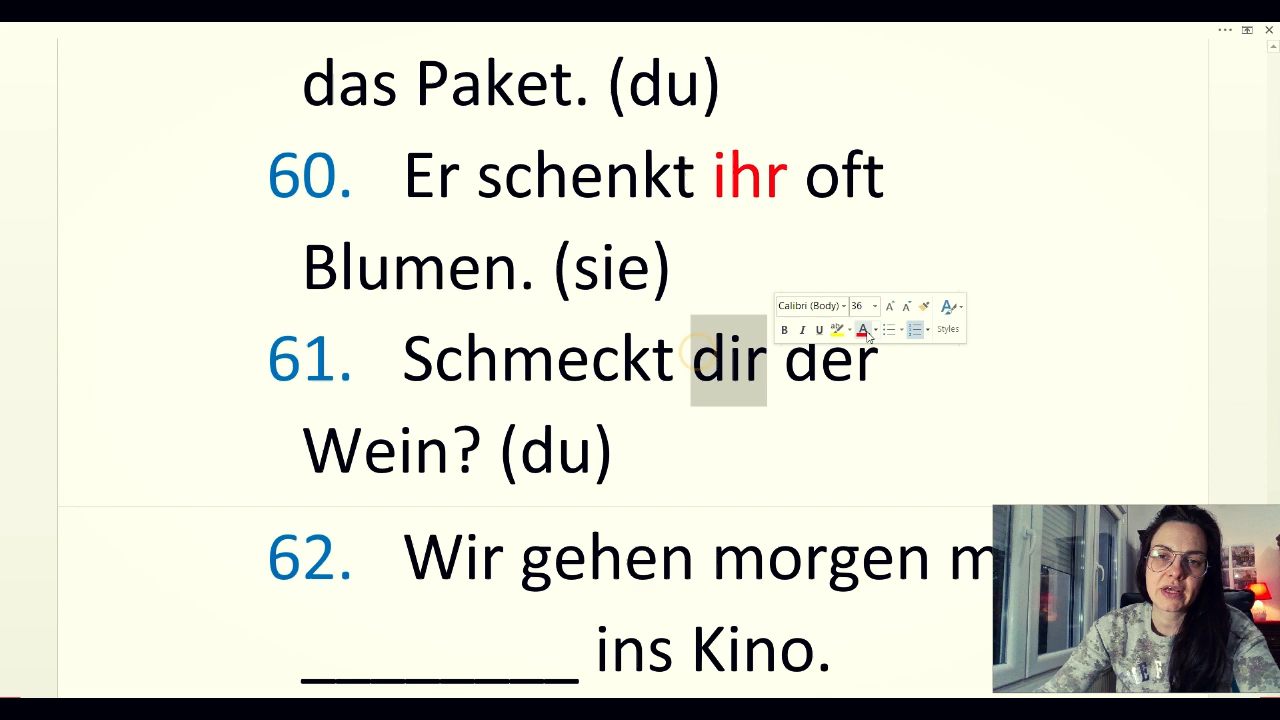 das Paket. (du)
60. Er schenkt ihr oft
Blumen. (sie)
Calibri (Body) 36
B I U Styles
61. Schmeckt dir der
Wein? (du)
62. Wir gehen morgen m
________ ins Kino.